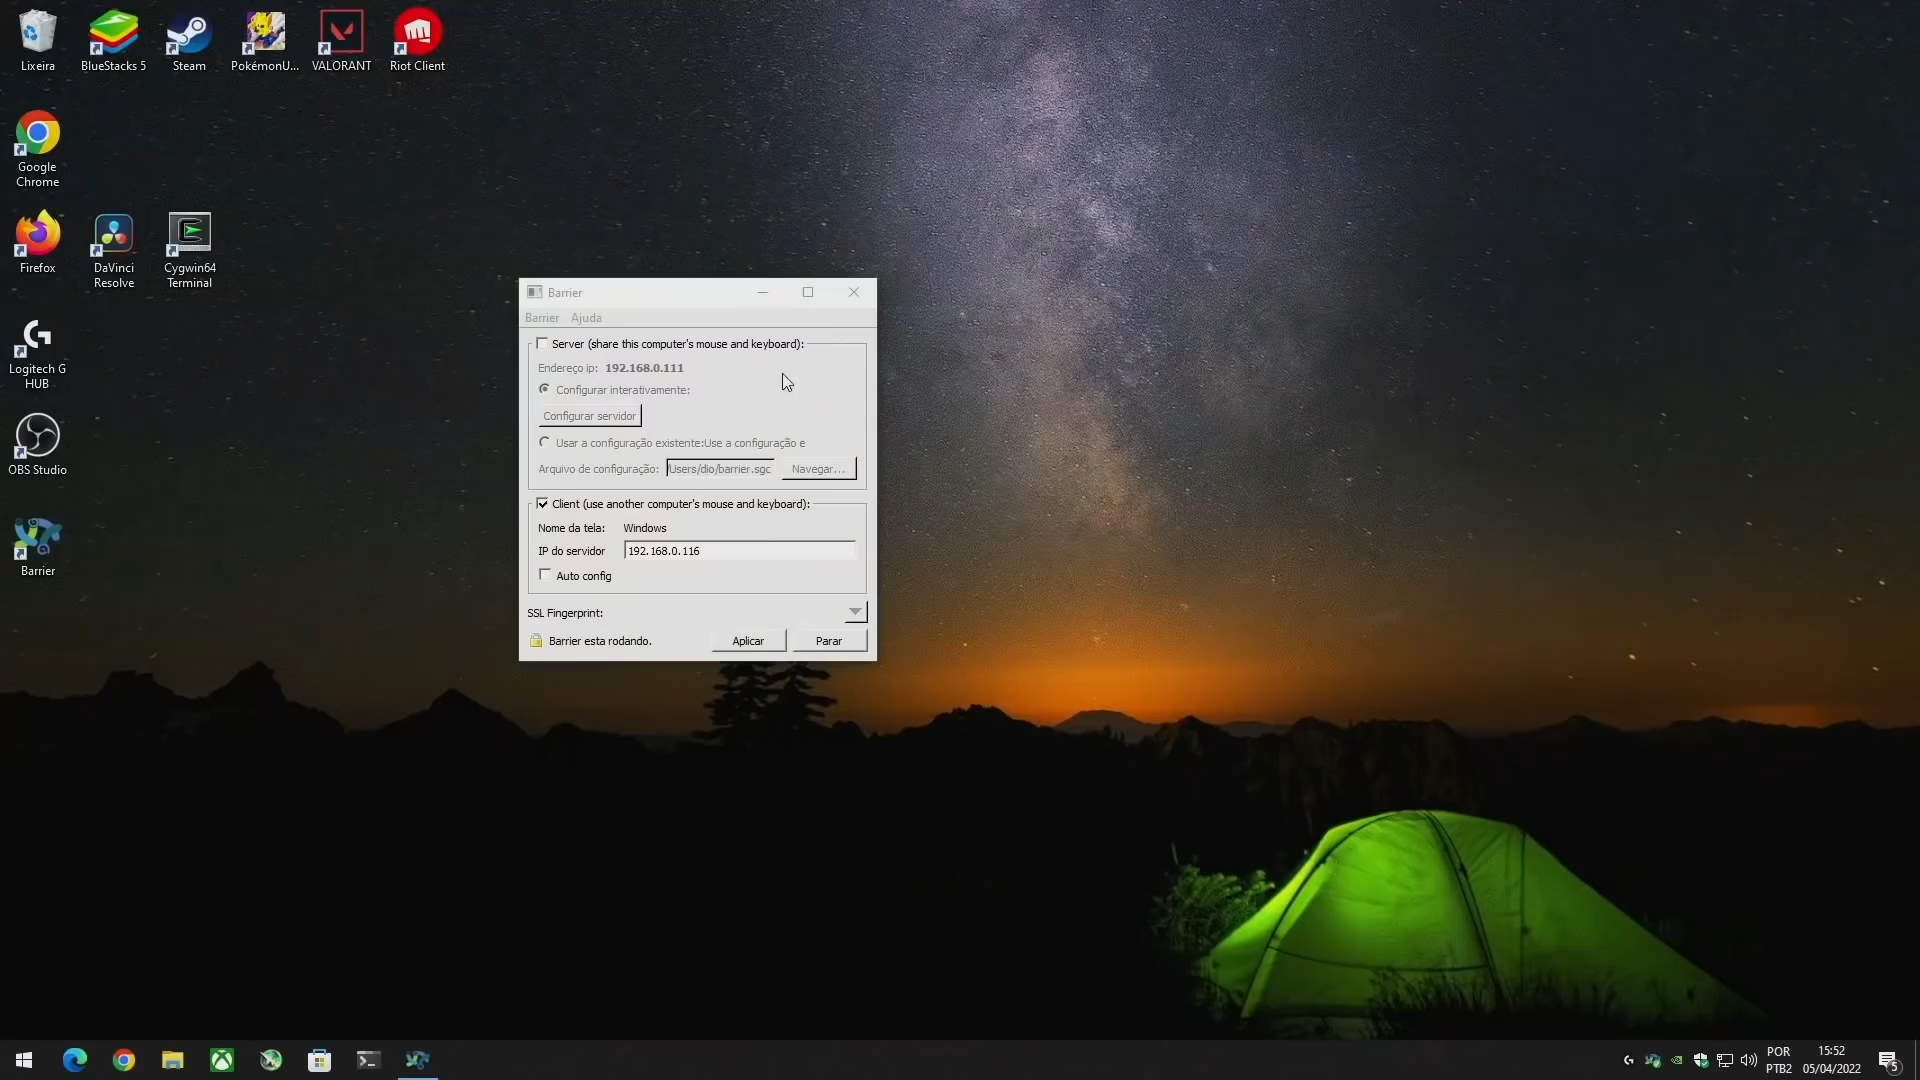 Lixeira
BlueStacks 5
Steam
PokémonU...
VALORANT
Riot Client
Google
Chrome
Firefox
DaVinci
Resolve
Cygwin64
Terminal
Logitech G
HUB
OBS Studio
Barrier
Barrier
Barrier Ajuda
Server (share this computer's mouse and keyboard):
Endereço ip: 192.168.0.111
Configurar interativamente:
Configurar servidor
Usar a configuração existente:Use a configuração e
Arquivo de configuração: /Users/dio/barrier.sgc Navegar...
Client (use another computer's mouse and keyboard):
Nome da tela: Windows
IP do servidor 192.168.0.116
Auto config
SSL Fingerprint:
Barrier esta rodando. Aplicar Parar
POR
PTB2
15:52
05/04/2022
5